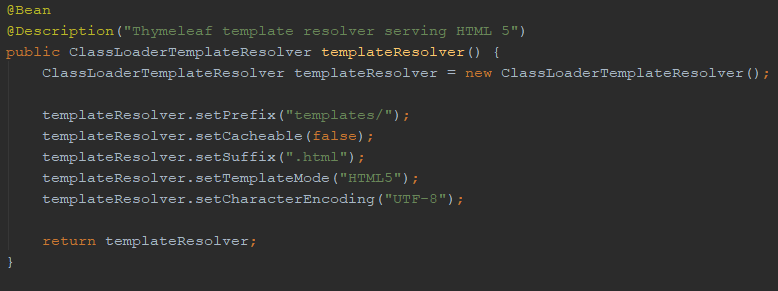 @Bean
@Description("Thymeleaf template resolver serving HTML 5")
public ClassLoaderTemplateResolver templateResolver() {
ClassLoaderTemplateResolver templateResolver = new ClassLoaderTemplateResolver();
templateResolver.setPrefix("templates/");
templateResolver.setCacheable(false);
templateResolver.setSuffix(".html");
templateResolver.setTemplateMode("HTML5");
templateResolver.setCharacterEncoding("UTF-8");
return templateResolver;
}